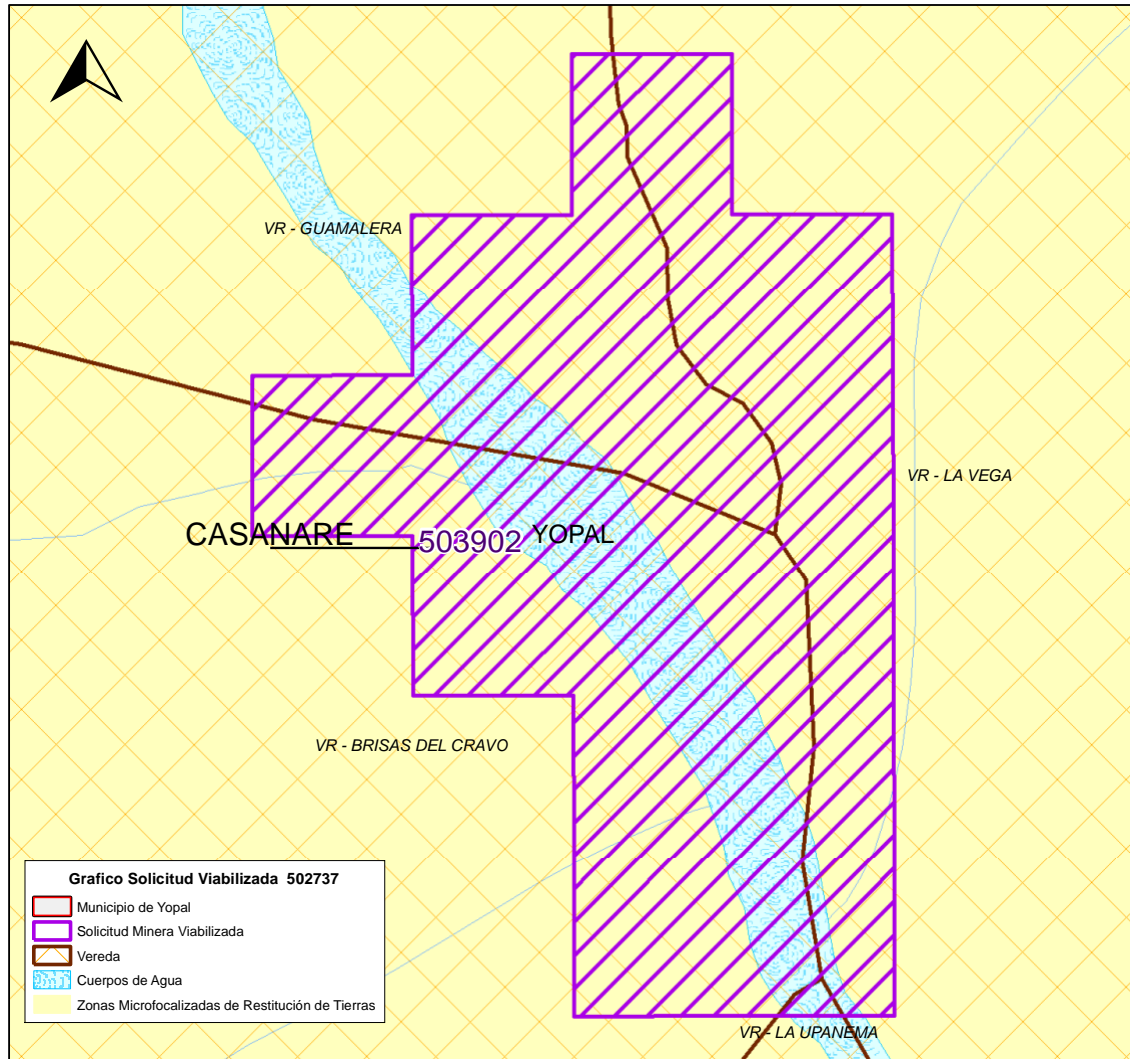 VR - GUAMALERA
VR - LA VEGA
CASANARE
503902
YOPAL
VR - BRISAS DEL CRAVO
Grafico Solicitud Viabilizada 502737
Municipio de Yopal
Solicitud Minera Viabilizada
Vereda
Cuerpos de Agua
Zonas Microfocalizadas de Restitución de Tierras
VR - LA UPANEMA